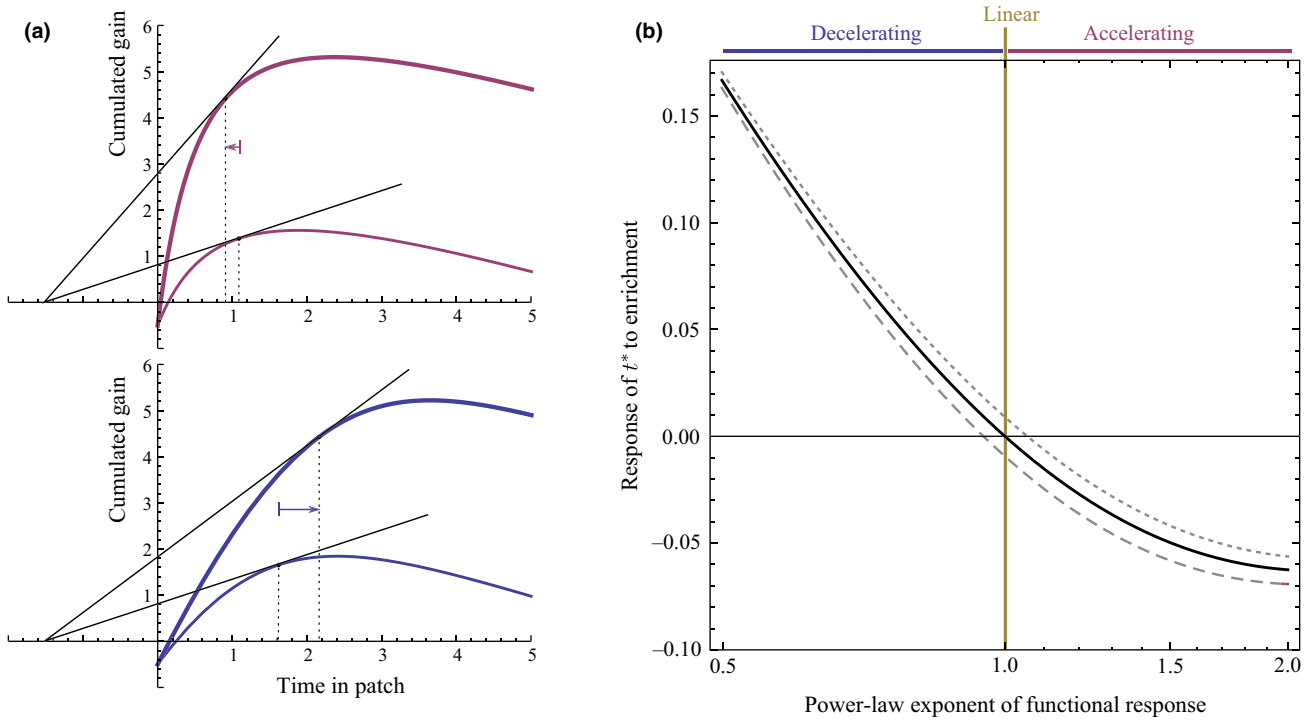 (a)
Cumulated gain
6
5
4
3
2
1
1 2 3 4 5
Cumulated gain
6
5
4
3
2
1
1 2 3 4 5
Time in patch
(b)
Linear
Decelerating Accelerating
Response of t* to enrichment
0.15
0.10
0.05
0.00
−0.05
−0.10
0.5 1.0 1.5 2.0
Power-law exponent of functional response